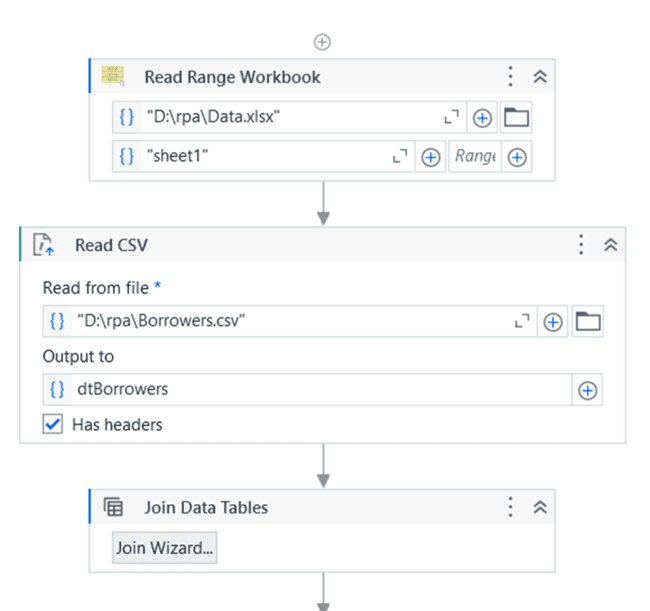 Read Range Workbook
{} "D:\rpa\Data.xlsx"
{} "sheet1" Range
Read CSV
Read from file *
{} "D:\rpa\Borrowers.csv"
Output to
{} dtBorrowers
Has headers
Join Data Tables
Join Wizard...